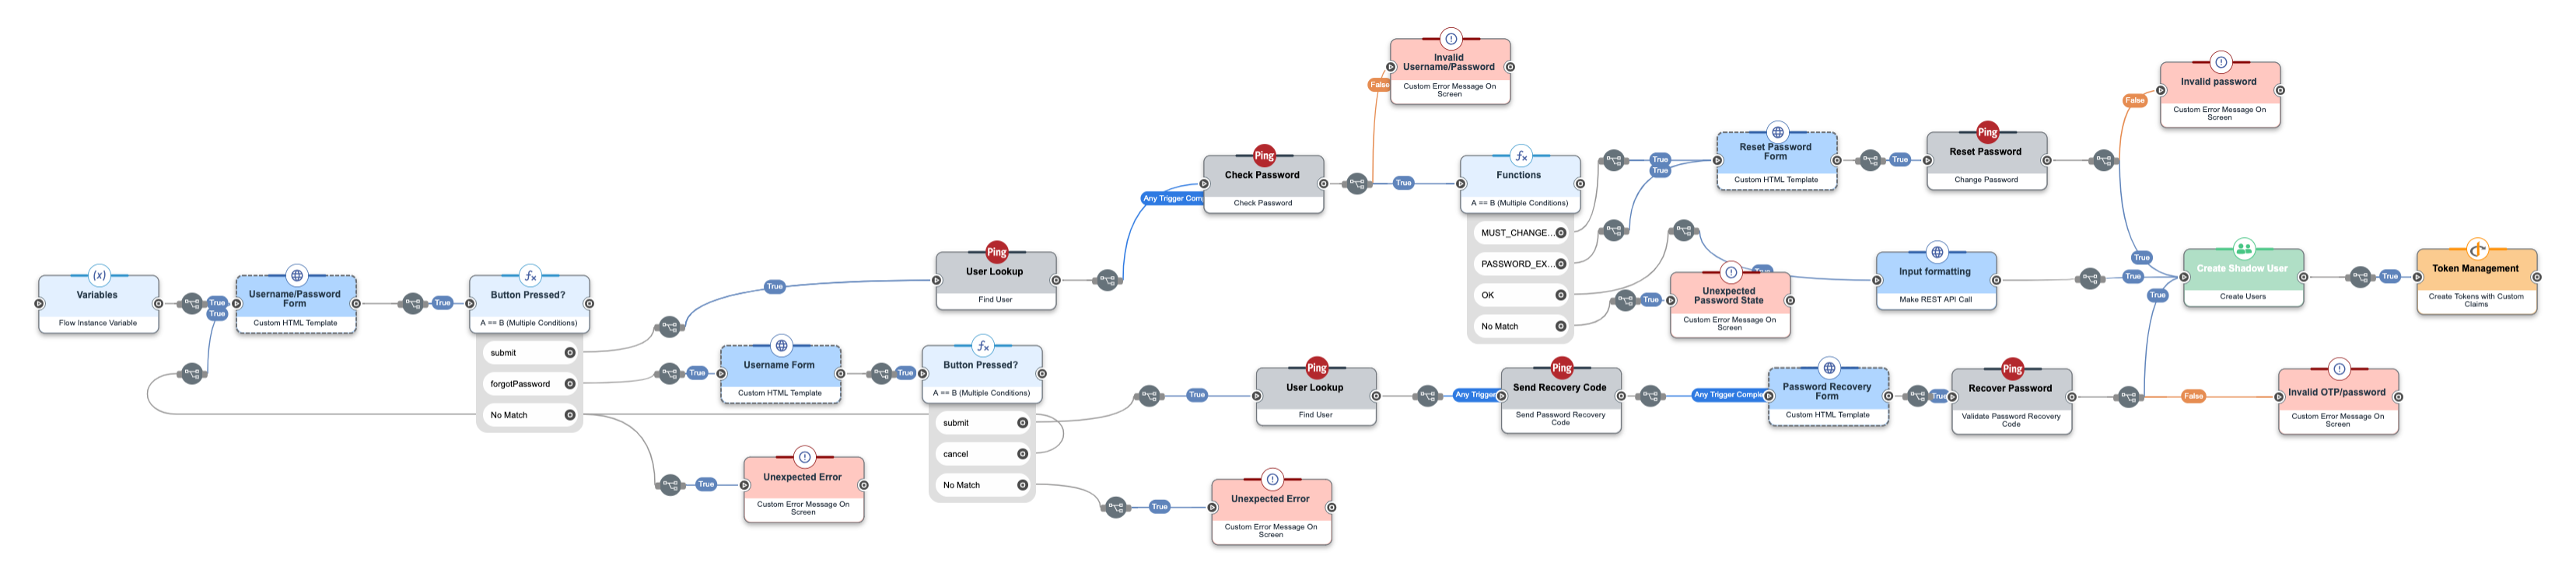 Invalid
Username/Password
Custom Error Message On
Screen
False
Invalid password
Custom Error Message On
Screen
False
Ping
Check Password
Check Password
Any Trigger Comp
True
Functions
A == B (Multiple Conditions)
MUST_CHANGE...
PASSWORD_EX...
OK
No Match
True
True
Reset Password
Form
Custom HTML Template
True
Ping
Reset Password
Change Password
(x)
Variables
Flow Instance Variable
True
True
Username/Password
Form
Custom HTML Template
True
Button Pressed?
A == B (Multiple Conditions)
submit
forgotPassword
No Match
True
Ping
User Lookup
Find User
True
Unexpected
Password State
Custom Error Message On
Screen
True
Input formatting
Make REST API Call
True
True
True
Create Shadow User
Create Users
True
Token Management
Create Tokens with Custom
Claims
True
Username Form
Custom HTML Template
True
Button Pressed?
A == B (Multiple Conditions)
submit
cancel
No Match
True
Ping
User Lookup
Find User
Any Trigger
Ping
Send Recovery Code
Send Password Recovery
Code
Any Trigger Comple
Password Recovery
Form
Custom HTML Template
True
Ping
Recover Password
Validate Password Recovery
Code
False
Invalid OTP/password
Custom Error Message On
Screen
True
Unexpected Error
Custom Error Message On
Screen
True
Unexpected Error
Custom Error Message On
Screen